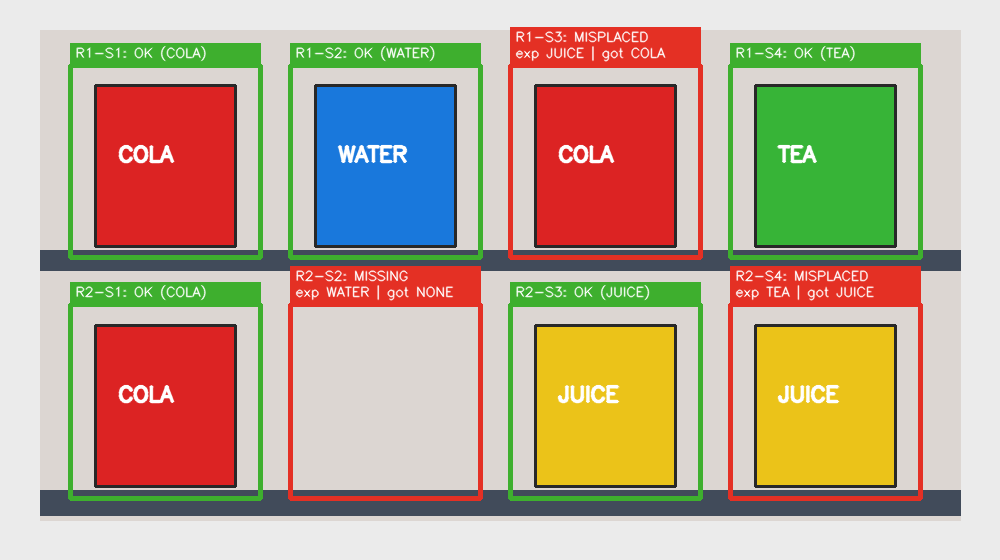 R1-S1: OK (COLA)
R1-S2: OK (WATER)
R1-S3: MISPLACED
exp JUICE | got COLA
R1-S4: OK (TEA)
COLA
WATER
COLA
TEA
R2-S1: OK (COLA)
R2-S2: MISSING
exp WATER | got NONE
R2-S3: OK (JUICE)
R2-S4: MISPLACED
exp TEA | got JUICE
COLA
JUICE
JUICE